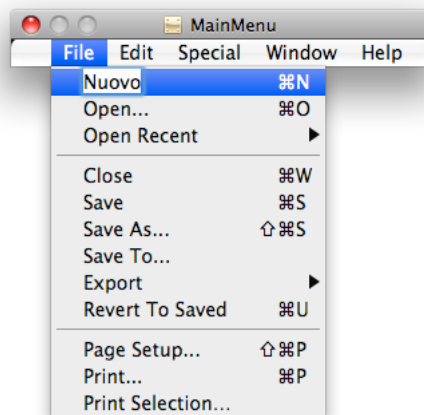 MainMenu
File Edit Special Window Help
Nuovo ⌘N
Open... ⌘O
Open Recent ▶
Close ⌘W
Save ⌘S
Save As... ⇧⌘S
Save To...
Export ▶
Revert To Saved ⌘U
Page Setup... ⇧⌘P
Print... ⌘P
Print Selection...